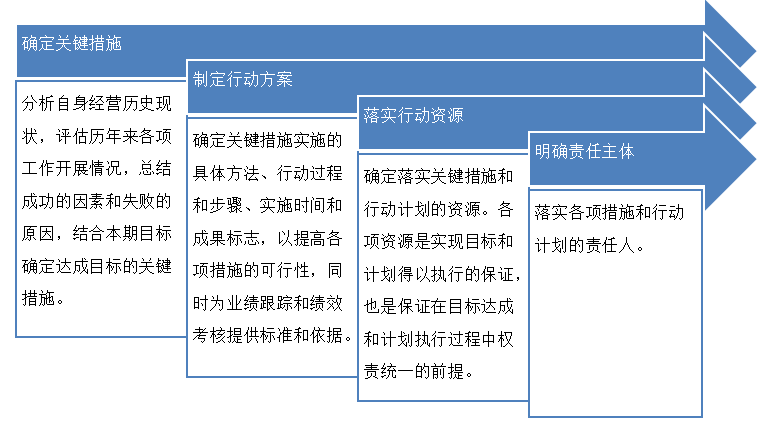 确定关键措施
分析自身经营历史现
状，评估历年来各项
工作开展情况，总结
成功的因素和失败的
原因，结合本期目标
确定达成目标的关键
措施。
制定行动方案
确定关键措施实施的
具体方法、行动过程
和步骤、实施时间和
成果标志，以提高各
项措施的可行性，同
时为业绩跟踪和绩效
考核提供标准和依据。
落实行动资源
确定落实关键措施和
行动计划的资源。各
项资源是实现目标和
计划得以执行的保证，
也是保证在目标达成
和计划执行过程中权
责统一的前提。
明确责任主体
落实各项措施和行动
计划的责任人。